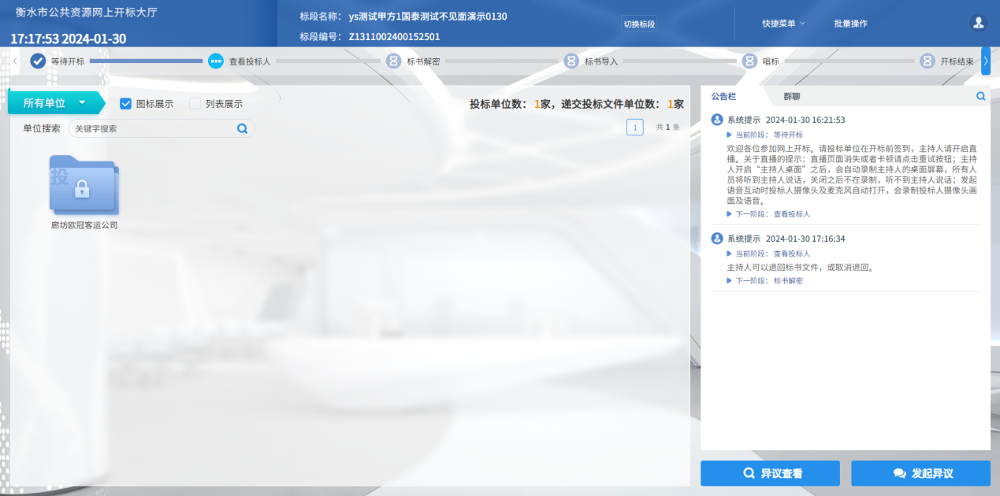 衡水市公共资源网上开标大厅
17:17:53 2024-01-30
标段名称： ys测试甲方1国泰测试不见面演示0130
标段编号： Z1311002400152501
切换标段
快捷菜单
批量操作
等待开标
查看投标人
标书解密
标书导入
唱标
开标结束
所有单位
图标展示
列表展示
投标单位数： 1家，递交投标文件单位数： 1家
单位搜索
关键字搜索
1
共 1 条
投
廊坊欧冠客运公司
公告栏
群聊
系统提示 2024-01-30 16:21:53
当前阶段： 等待开标
欢迎各位参加网上开标。请投标单位在开标前签到，主持人请开启直
播。关于直播的提示：直播页面消失或者卡顿请点击重试按钮；主持
人开启“主持人桌面”之后，会自动录制主持人的桌面屏幕，所有人
员将听到主持人说话，关闭之后不在录制，听不到主持人说话；发起
语音互动时投标人摄像头及麦克风自动打开，会录制投标人摄像头画
面及语音。
下一阶段： 查看投标人
系统提示 2024-01-30 17:16:34
当前阶段： 查看投标人
主持人可以退回标书文件，或取消退回。
下一阶段： 标书解密
异议查看
发起异议